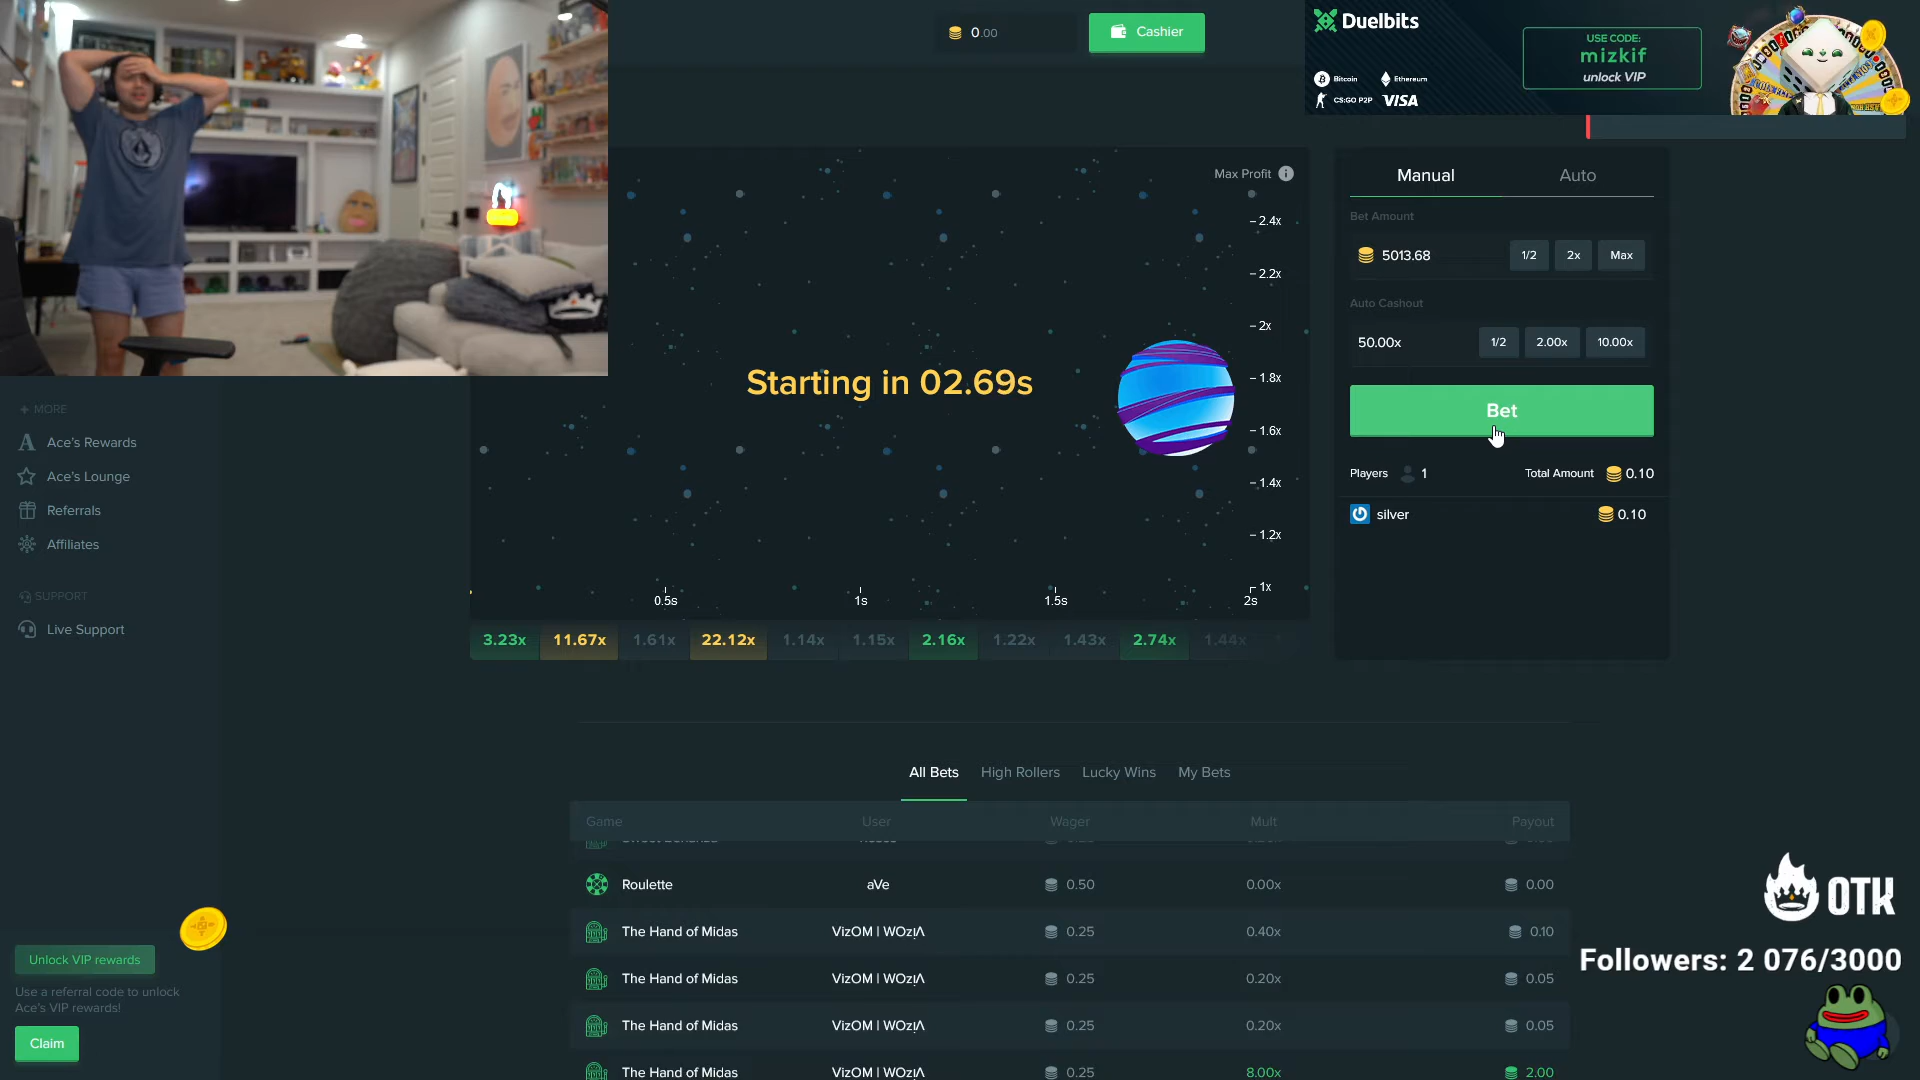 0.00
Cashier
Duelbits
Bitcoin
Ethereum
CS:GO P2P
VISA
USE CODE:
mizkif
unlock VIP
Max Profit
2.4x
2.2x
2x
1.8x
1.6x
1.4x
1.2x
1x
Starting in 02.69s
0.5s
1s
1.5s
2s
3.23x
11.67x
1.61x
22.12x
1.14x
1.15x
2.16x
1.22x
1.43x
2.74x
1.44x
Manual
Auto
Bet Amount
5013.68
1/2
2x
Max
Auto Cashout
50.00x
1/2
2.00x
10.00x
Bet
Players
1
Total Amount
0.10
silver
0.10
MORE
Ace's Rewards
Ace's Lounge
Referrals
Affiliates
SUPPORT
Live Support
All Bets
High Rollers
Lucky Wins
My Bets
Game
User
Wager
Mult
Payout
Roulette
aVe
0.50
0.00x
0.00
The Hand of Midas
VizOM | WOzᴉΛ
0.25
0.40x
0.10
The Hand of Midas
VizOM | WOzᴉΛ
0.25
0.20x
0.05
The Hand of Midas
VizOM | WOzᴉΛ
0.25
0.20x
0.05
The Hand of Midas
VizOM | WOzᴉΛ
0.25
8.00x
2.00
Unlock VIP rewards
Use a referral code to unlock
Ace's VIP rewards!
Claim
OTK
Followers: 2 076/3000